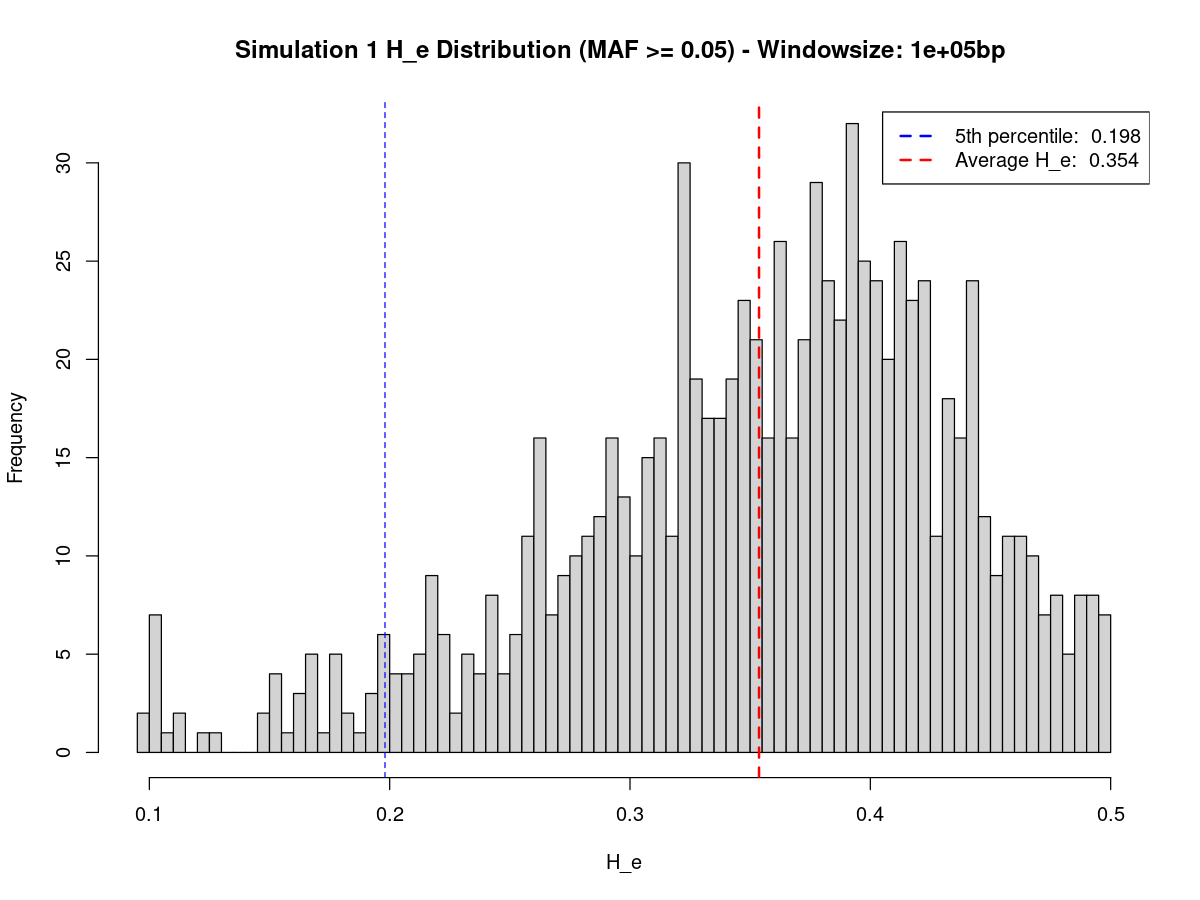 Simulation 1 H_e Distribution (MAF >= 0.05) - Windowsize: 1e+05bp
5th percentile:  0.198
Average H_e:  0.354
Frequency
30
25
20
15
10
5
0
0.1 0.2 0.3 0.4 0.5
H_e